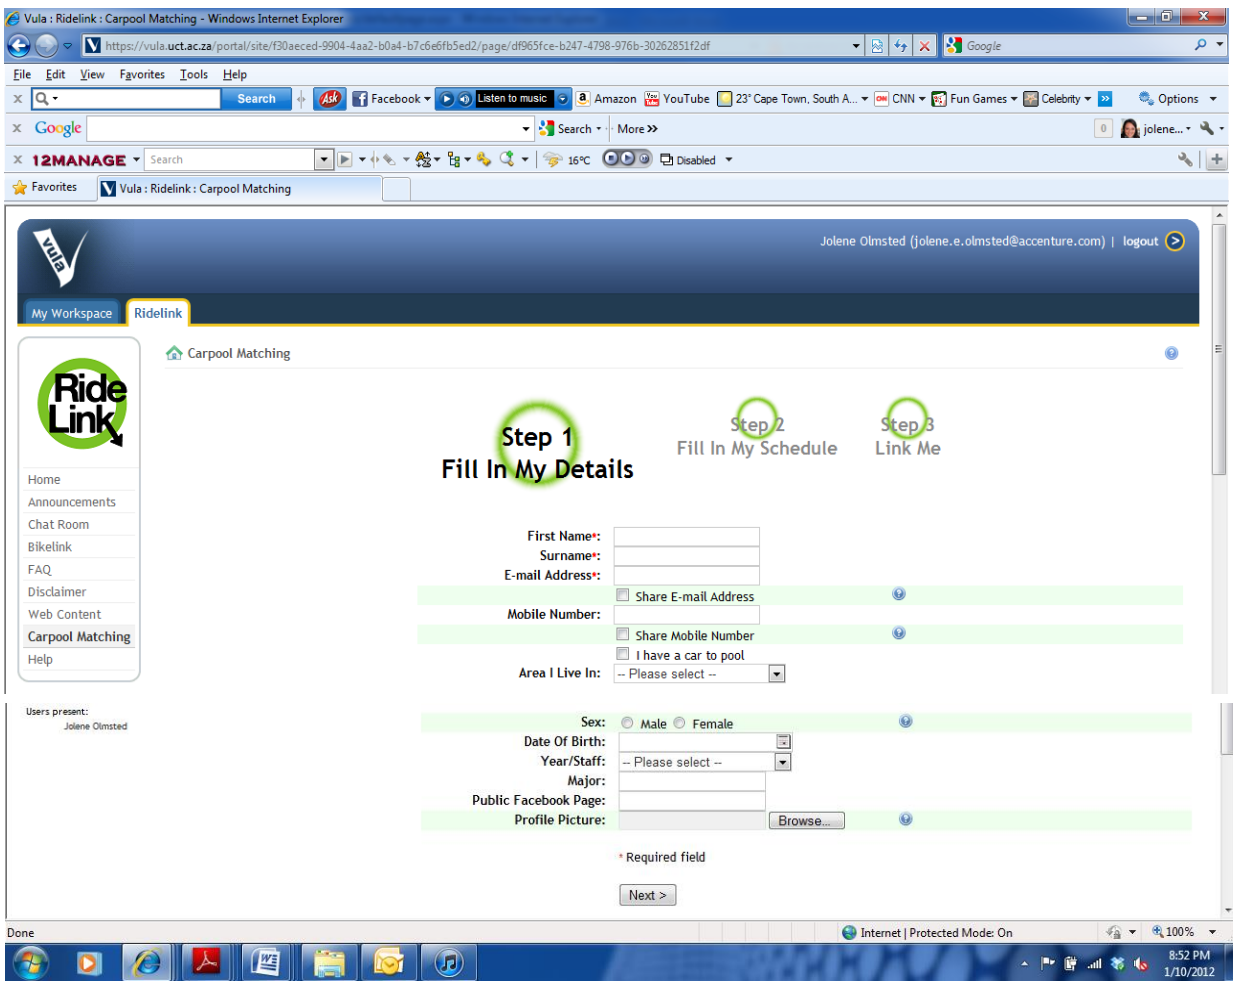 Vula : Ridelink : Carpool Matching - Windows Internet Explorer
https://vula.uct.ac.za/portal/site/f30aeced-9904-4aa2-b0a4-b7c6e6fb5ed2/page/df965fce-b247-4798-976b-30262851f2df
Google
File Edit View Favorites Tools Help
x Search Ask Facebook Listen to music Amazon YouTube 23° Cape Town, South A... CNN Fun Games Celebrity Options
x Google Search More >> 0 jolene...
x 12MANAGE Search 16°C Disabled
Favorites Vula : Ridelink : Carpool Matching
vula
Jolene Olmsted (jolene.e.olmsted@accenture.com) | logout
My Workspace Ridelink
Carpool Matching
Ride Link
Step 1
Fill In My Details
Step 2
Fill In My Schedule
Step 3
Link Me
Home
Announcements
Chat Room
Bikelink
FAQ
Disclaimer
Web Content
Carpool Matching
Help
First Name*:
Surname*:
E-mail Address*:
Share E-mail Address
Mobile Number:
Share Mobile Number
I have a car to pool
Area I Live In: -- Please select --
Users present:
Jolene Olmsted
Sex: Male Female
Date Of Birth:
Year/Staff: -- Please select --
Major:
Public Facebook Page:
Profile Picture: Browse...
* Required field
Next >
Done Internet | Protected Mode: On 100%
8:52 PM
1/10/2012